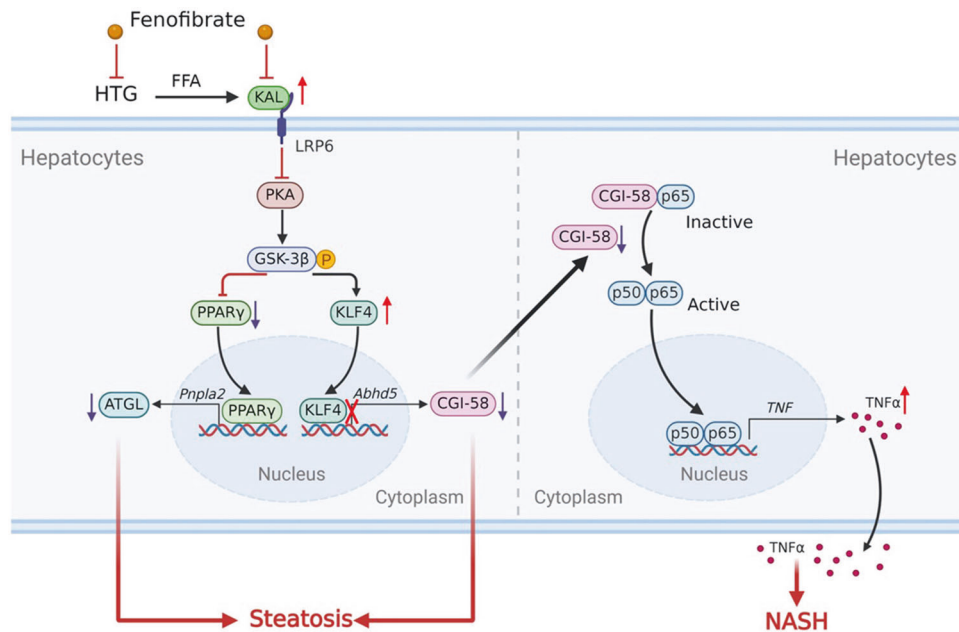 Fenofibrate
HTG
FFA
KAL
LRP6
Hepatocytes
Hepatocytes
PKA
GSK-3β
P
PPARγ
KLF4
Pnpla2
Abhd5
ATGL
PPARγ
KLF4
CGI-58
Nucleus
Cytoplasm
CGI-58
p65
Inactive
CGI-58
p50
p65
Active
TNF
TNFα
p50
p65
Nucleus
Cytoplasm
TNFα
Steatosis
NASH